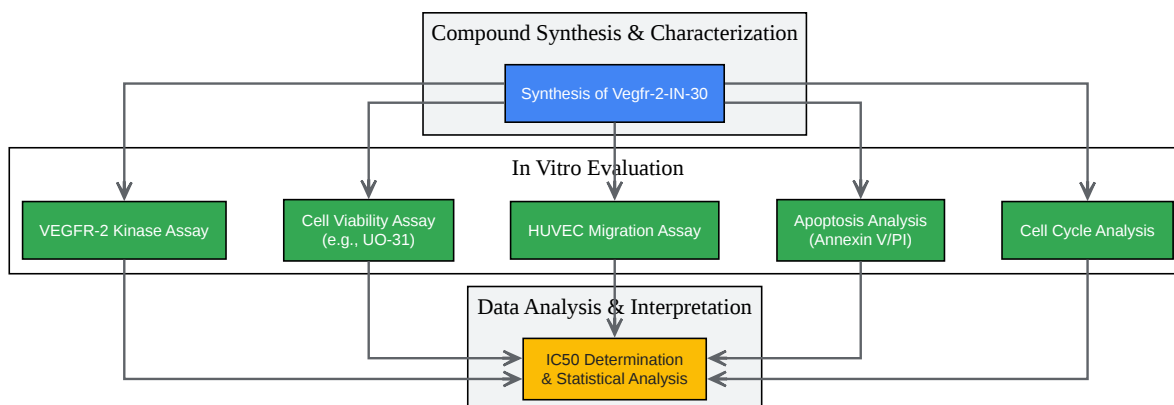 Compound Synthesis & Characterization
Synthesis of Vegfr-2-IN-30
In Vitro Evaluation
VEGFR-2 Kinase Assay
Cell Viability Assay
(e.g., UO-31)
HUVEC Migration Assay
Apoptosis Analysis
(Annexin V/PI)
Cell Cycle Analysis
Data Analysis & Interpretation
IC50 Determination
& Statistical Analysis